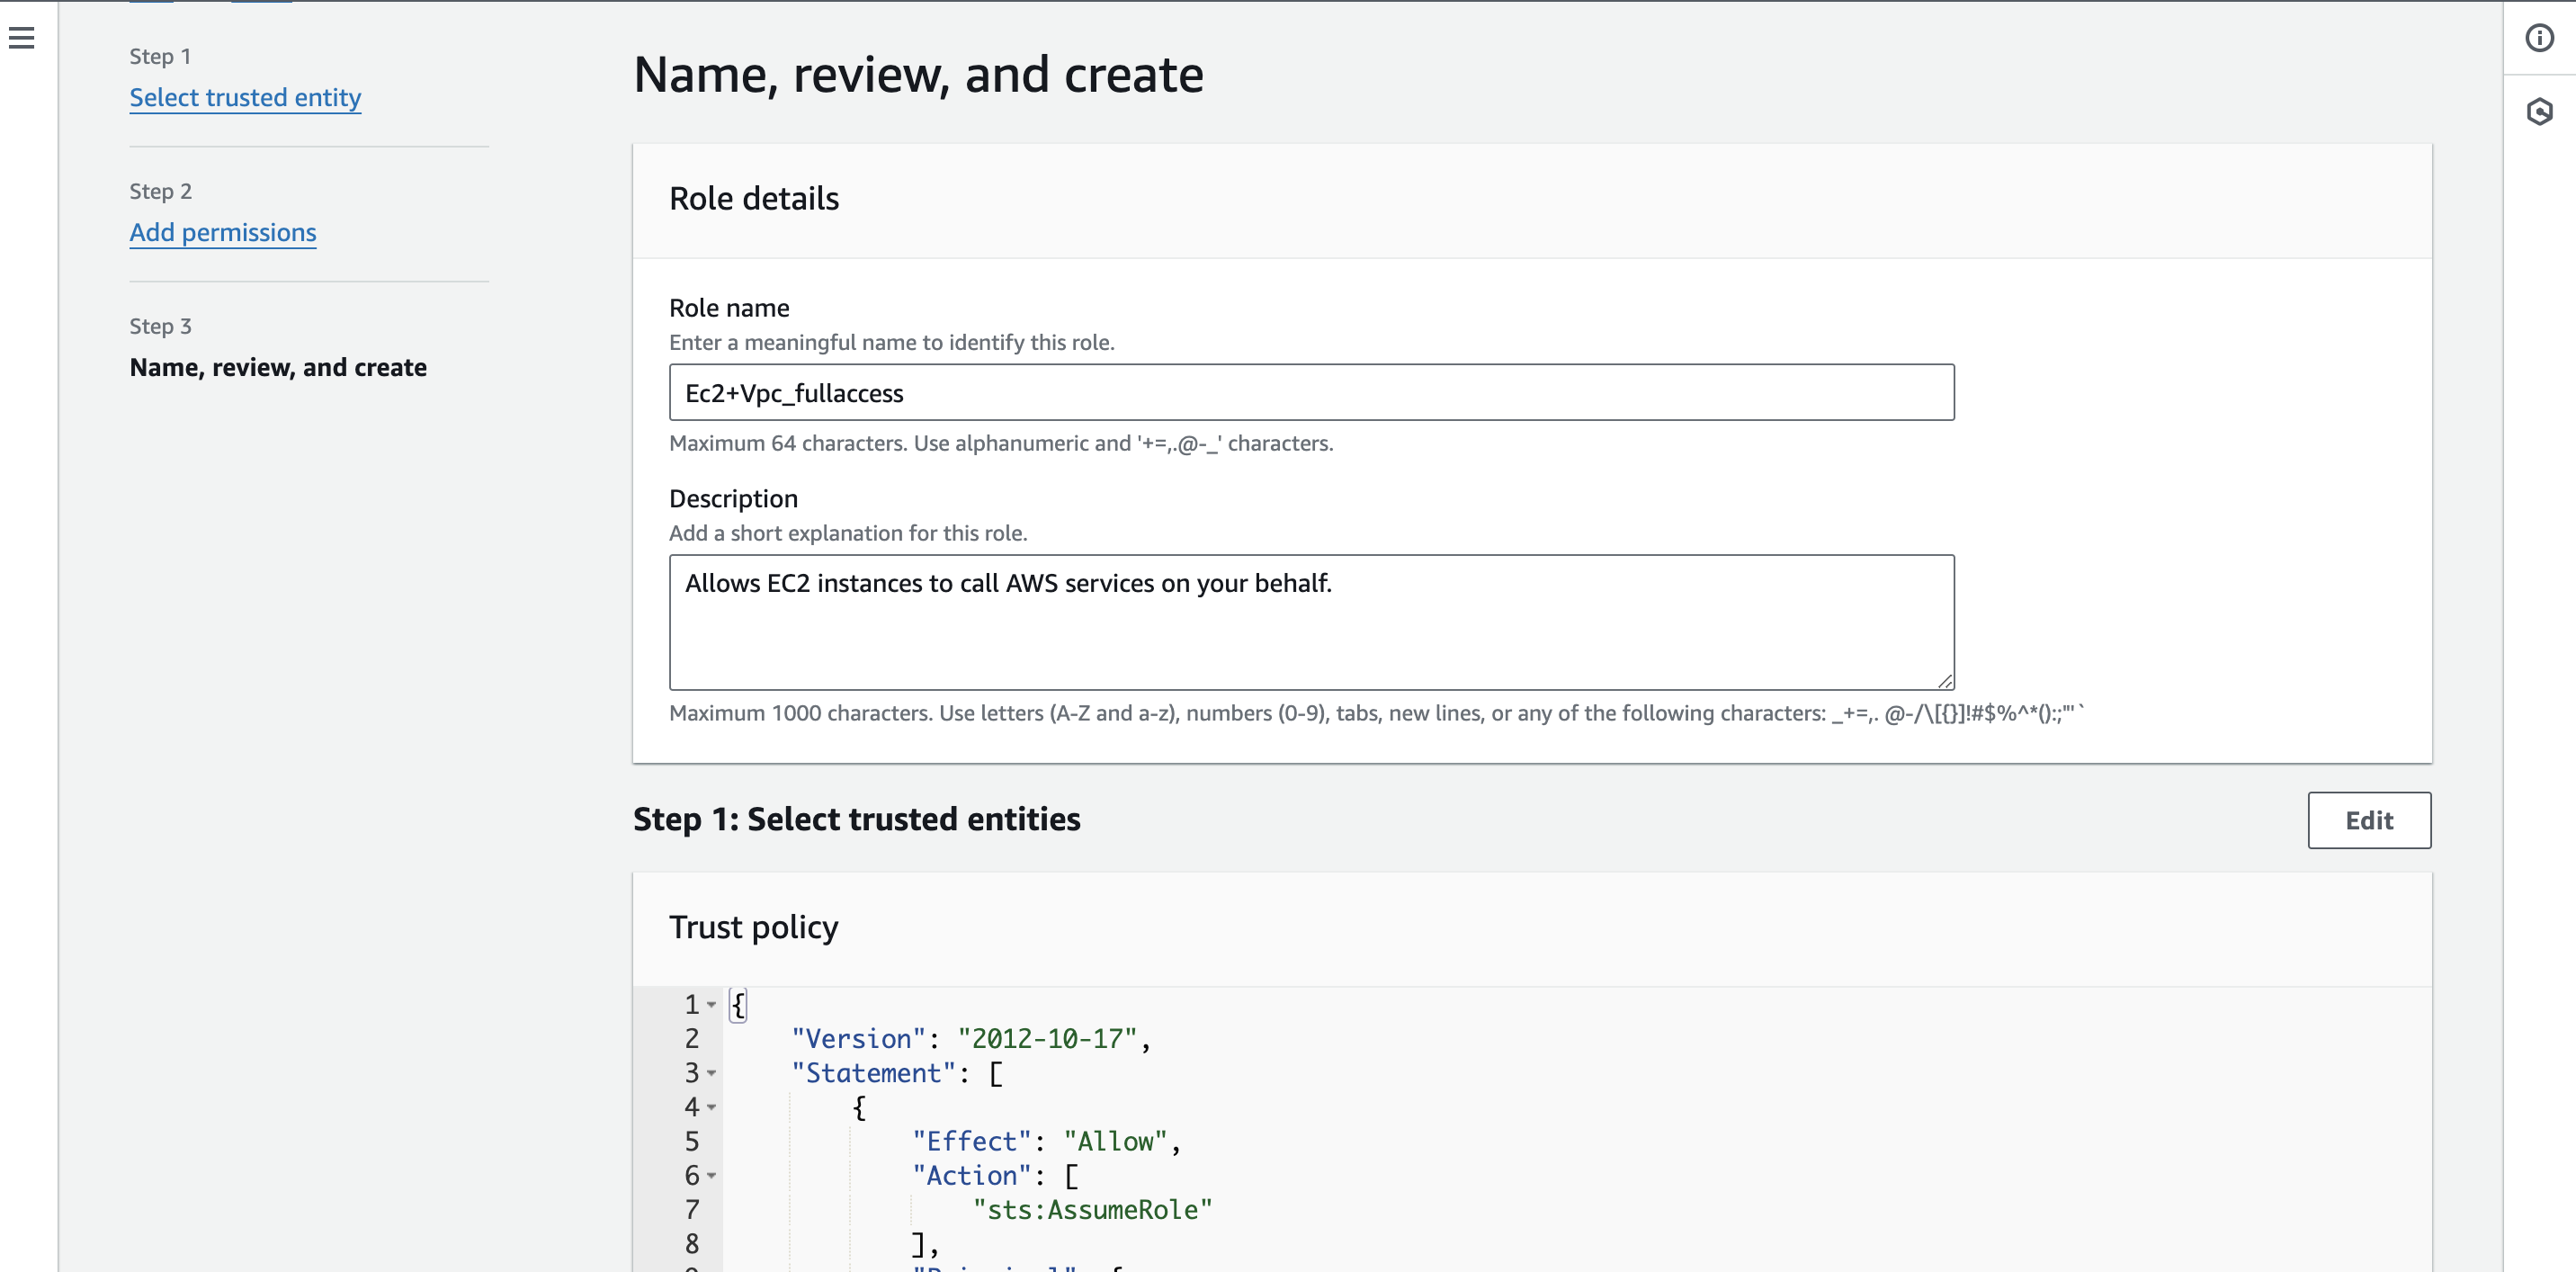 Step 1
Select trusted entity
Step 2
Add permissions
Step 3
Name, review, and create
Name, review, and create
Role details
Role name
Enter a meaningful name to identify this role.
Ec2+Vpc_fullaccess
Maximum 64 characters. Use alphanumeric and '+=,.@-_' characters.
Description
Add a short explanation for this role.
Allows EC2 instances to call AWS services on your behalf.
Maximum 1000 characters. Use letters (A-Z and a-z), numbers (0-9), tabs, new lines, or any of the following characters: _+=,. @-/\[{}]!#$%^*();:;"'`
Step 1: Select trusted entities
Edit
Trust policy
1 {
2 "Version": "2012-10-17",
3 "Statement": [
4 {
5 "Effect": "Allow",
6 "Action": [
7 "sts:AssumeRole"
8 ],